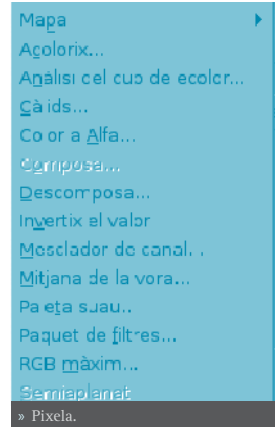 Mapa
Acolorix...
Anàlisi del cub de color...
Càlids...
Color a Alfa...
Composa...
Descomposa...
Invertix el valor
Mesclador de canal...
Mitjana de la vora...
Paleta suau...
Paquet de filtres...
RGB màxim...
Semiaplanat
» Pixela.